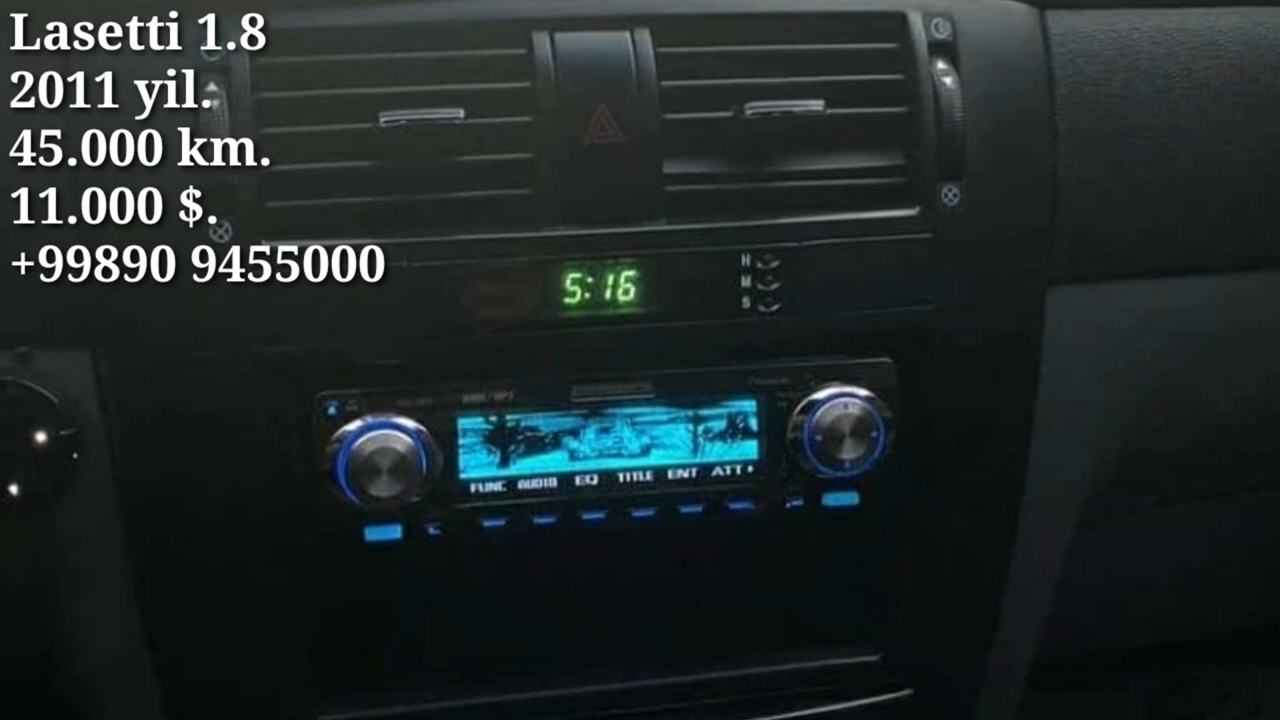 Lasetti 1.8
2011 yil.
45.000 km.
11.000 $.
+99890 9455000
5:16
H
M
S
FUNC AUDIO EQ TITLE ENT ATT